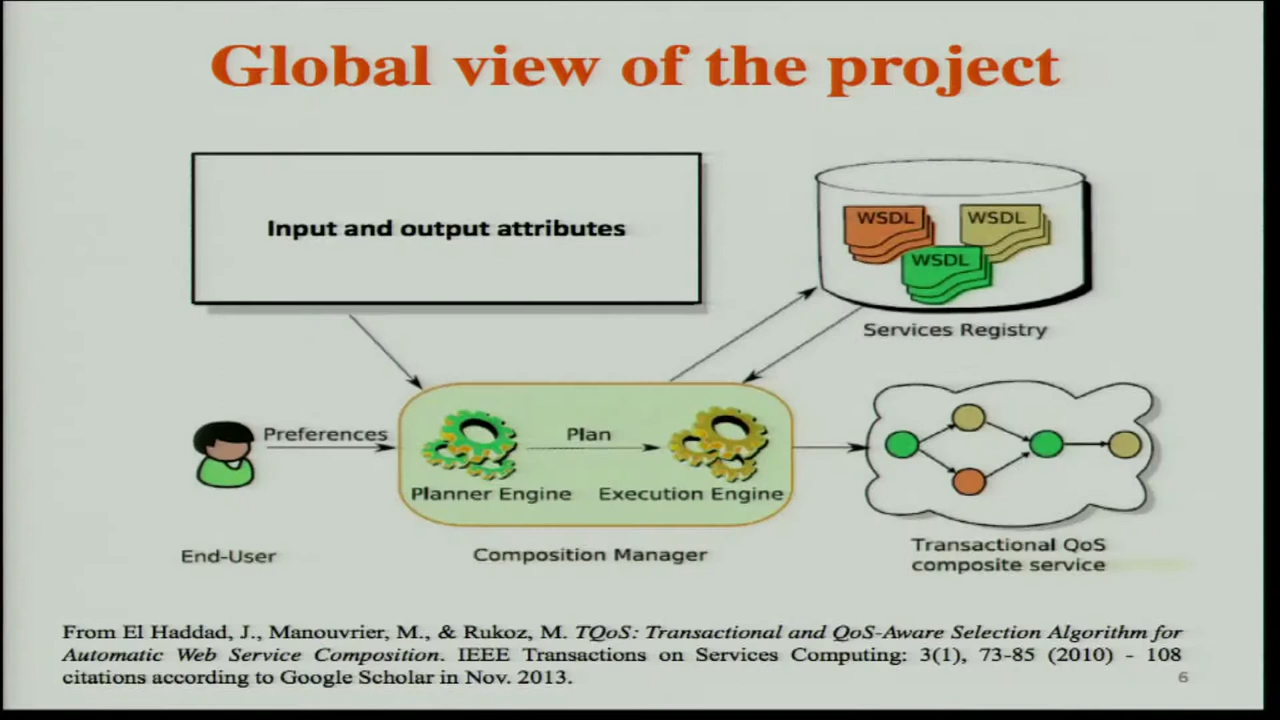 Global view of the project
Input and output attributes
WSDL
WSDL
WSDL
Services Registry
Preferences
Plan
Planner Engine
Execution Engine
End-User
Composition Manager
Transactional QoS
composite service
From El Haddad, J., Manouvrier, M., & Rukoz, M. TQoS: Transactional and QoS-Aware Selection Algorithm for
Automatic Web Service Composition. IEEE Transactions on Services Computing: 3(1), 73-85 (2010) - 108
citations according to Google Scholar in Nov. 2013.
6